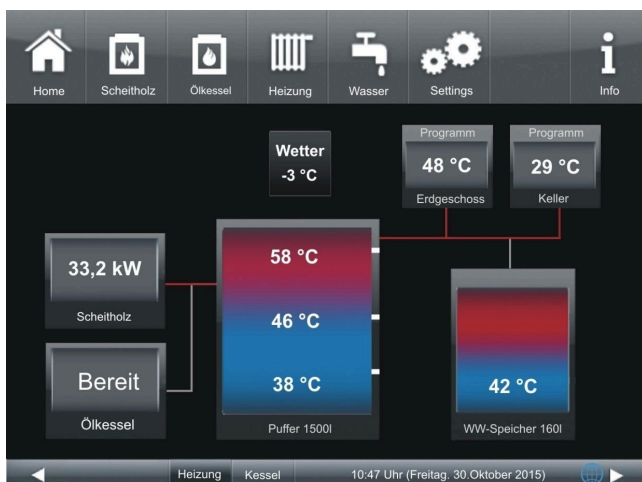 Home Scheitholz Ölkessel Heizung Wasser Settings Info
Wetter
-3 °C
Programm
48 °C
Erdgeschoss
Programm
29 °C
Keller
33,2 kW
Scheitholz
Bereit
Ölkessel
58 °C
46 °C
38 °C
Puffer 1500l
42 °C
WW-Speicher 160l
Heizung Kessel 10:47 Uhr (Freitag. 30.Oktober 2015)